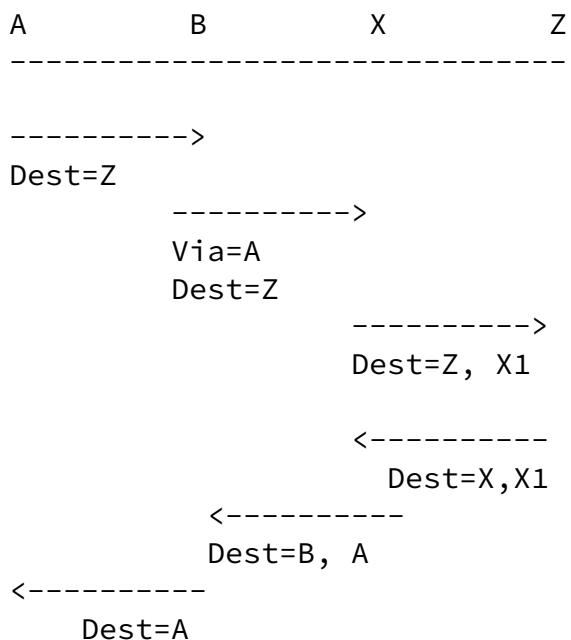 A B X Z
-------------------------------
---------->
Dest=Z
---------->
Via=A
Dest=Z
---------->
Dest=Z, X1
<----------
Dest=X,X1
<----------
Dest=B, A
<----------
Dest=A